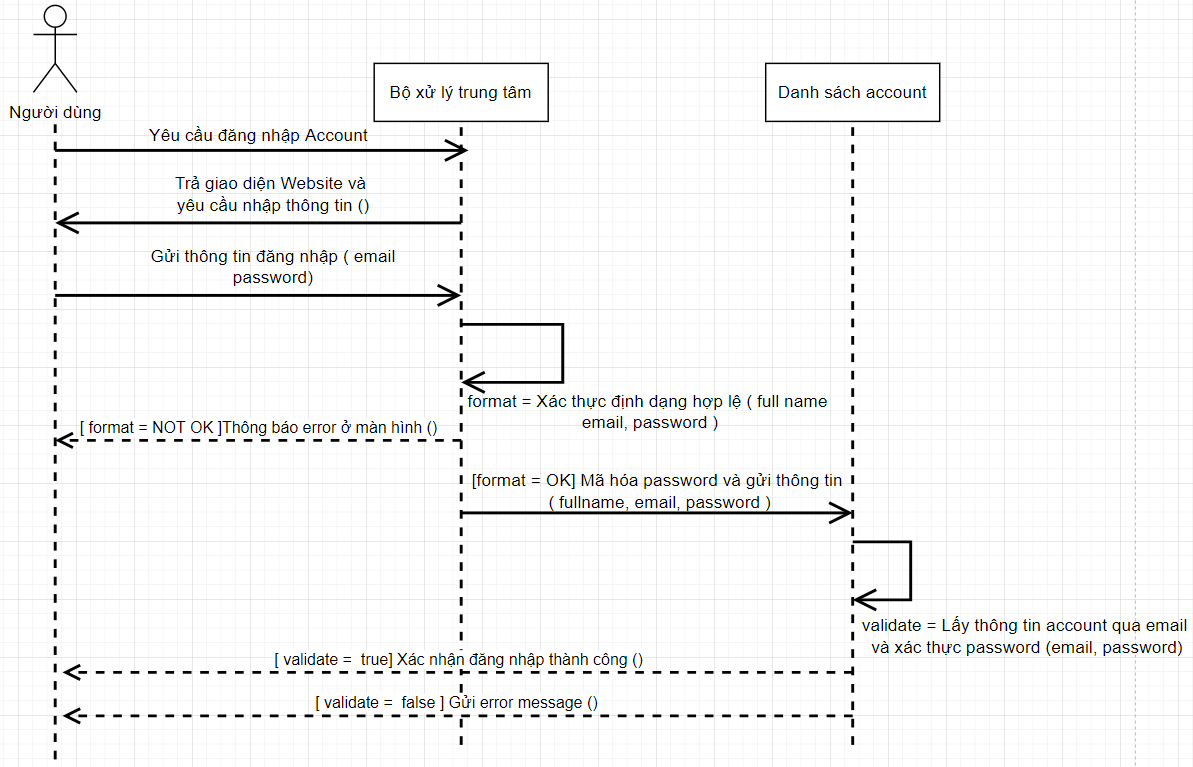 Người dùng
Bộ xử lý trung tâm
Danh sách account
Yêu cầu đăng nhập Account
Trả giao diện Website và
yêu cầu nhập thông tin ()
Gửi thông tin đăng nhập ( email
password)
format = Xác thực định dạng hợp lệ ( full name
email, password )
[ format = NOT OK ]Thông báo error ở màn hình ()
[format = OK] Mã hóa password và gửi thông tin
( fullname, email, password )
validate = Lấy thông tin account qua email
và xác thực password (email, password)
[ validate =  true] Xác nhận đăng nhập thành công ()
[ validate =  false ] Gửi error message ()